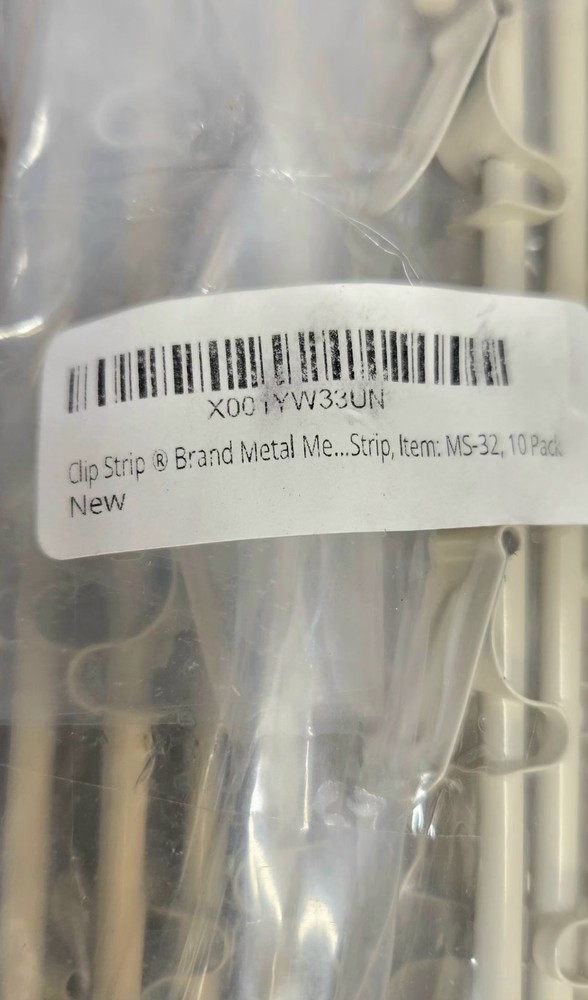 X001YW33UN
Clip Strip ® Brand Metal Me...Strip, Item: MS-32, 10 Pack
New